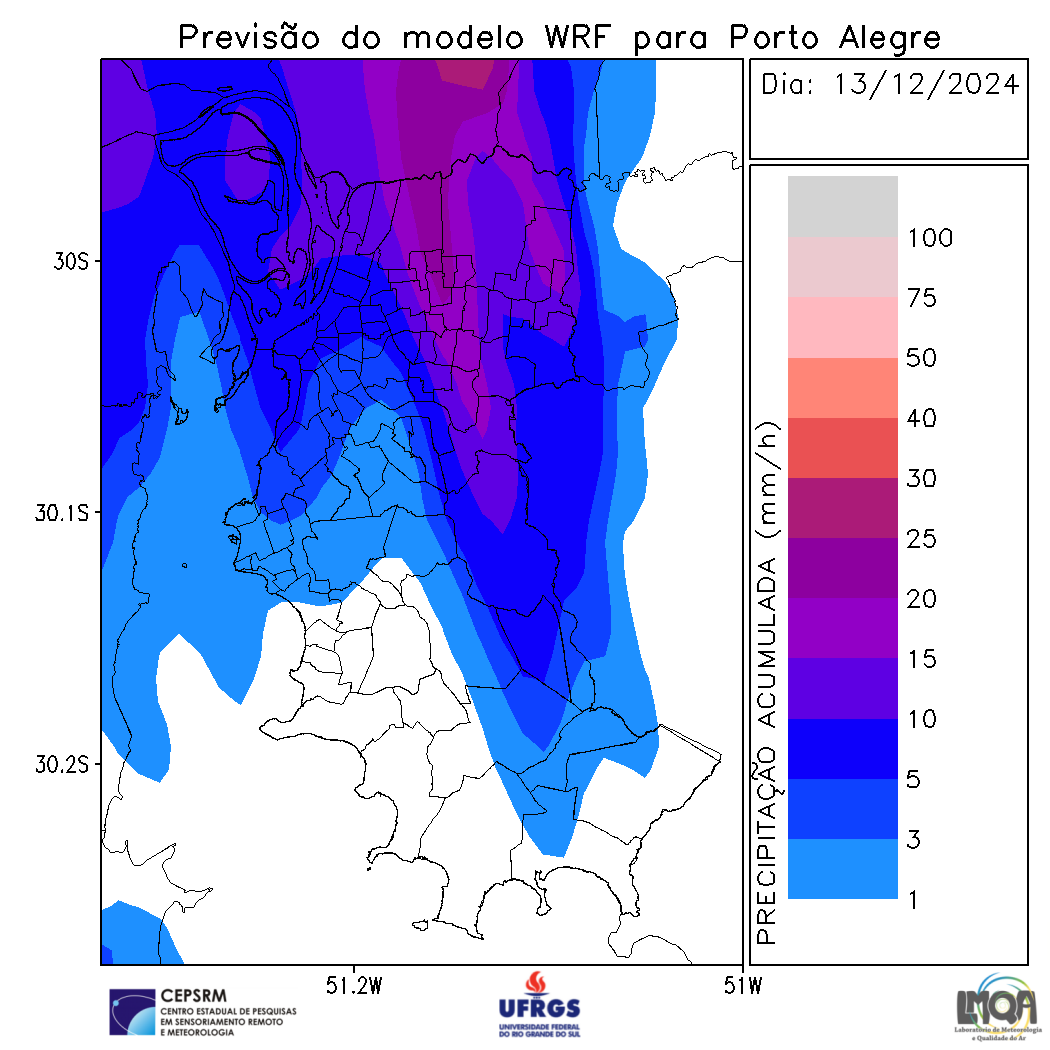 Previsão do modelo WRF para Porto Alegre
Dia: 13/12/2024
30S
30.1S
30.2S
51.2W
51W
PRECIPITAÇÃO ACUMULADA (mm/h)
100
75
50
40
30
25
20
15
10
5
3
1
CEPSRM
CENTRO ESTADUAL DE PESQUISAS
EM SENSORIAMENTO REMOTO
E METEOROLOGIA
UFRGS
UNIVERSIDADE FEDERAL
DO RIO GRANDE DO SUL
LMQA
Laboratório de Meteorologia
e Qualidade do Ar